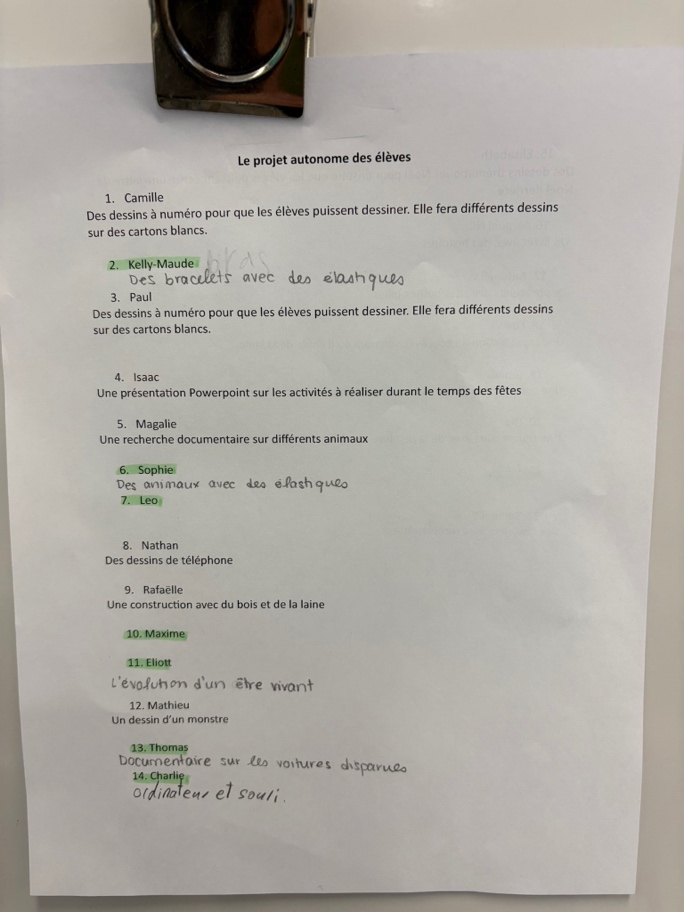 Le projet autonome des élèves
1. Camille
Des dessins à numéro pour que les élèves puissent dessiner. Elle fera différents dessins
sur des cartons blancs.
2. Kelly-Maude
Des bracelets avec des élastiques
3. Paul
Des dessins à numéro pour que les élèves puissent dessiner. Elle fera différents dessins
sur des cartons blancs.
4. Isaac
Une présentation Powerpoint sur les activités à réaliser durant le temps des fêtes
5. Magalie
Une recherche documentaire sur différents animaux
6. Sophie
Des animaux avec des élastiques
7. Leo
8. Nathan
Des dessins de téléphone
9. Rafaëlle
Une construction avec du bois et de la laine
10. Maxime
11. Eliott
L'évolution d'un être vivant
12. Mathieu
Un dessin d'un monstre
13. Thomas
Documentaire sur les voitures disparues
14. Charlie
Ordinateur et souli.